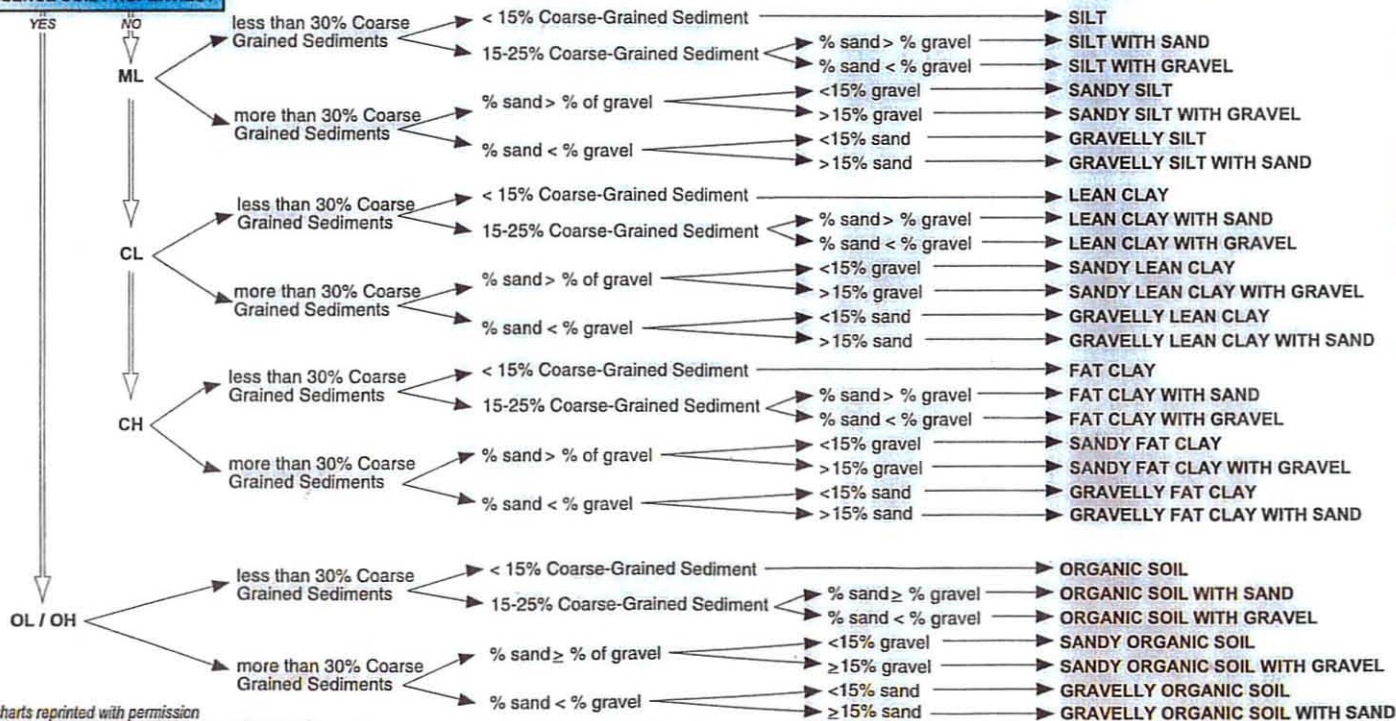 YES NO
less than 30% Coarse
Grained Sediments
< 15% Coarse-Grained Sediment
SILT
15-25% Coarse-Grained Sediment
% sand > % gravel
SILT WITH SAND
% sand < % gravel
SILT WITH GRAVEL
ML
more than 30% Coarse
Grained Sediments
% sand > % of gravel
<15% gravel
SANDY SILT
>15% gravel
SANDY SILT WITH GRAVEL
% sand < % gravel
<15% sand
GRAVELLY SILT
>15% sand
GRAVELLY SILT WITH SAND
less than 30% Coarse
Grained Sediments
< 15% Coarse-Grained Sediment
LEAN CLAY
15-25% Coarse-Grained Sediment
% sand > % gravel
LEAN CLAY WITH SAND
% sand < % gravel
LEAN CLAY WITH GRAVEL
CL
more than 30% Coarse
Grained Sediments
% sand > % of gravel
<15% gravel
SANDY LEAN CLAY
>15% gravel
SANDY LEAN CLAY WITH GRAVEL
% sand < % gravel
<15% sand
GRAVELLY LEAN CLAY
>15% sand
GRAVELLY LEAN CLAY WITH SAND
less than 30% Coarse
Grained Sediments
< 15% Coarse-Grained Sediment
FAT CLAY
15-25% Coarse-Grained Sediment
% sand > % gravel
FAT CLAY WITH SAND
% sand < % gravel
FAT CLAY WITH GRAVEL
CH
more than 30% Coarse
Grained Sediments
% sand > % of gravel
<15% gravel
SANDY FAT CLAY
>15% gravel
SANDY FAT CLAY WITH GRAVEL
% sand < % gravel
<15% sand
GRAVELLY FAT CLAY
>15% sand
GRAVELLY FAT CLAY WITH SAND
less than 30% Coarse
Grained Sediments
< 15% Coarse-Grained Sediment
ORGANIC SOIL
15-25% Coarse-Grained Sediment
% sand ≥ % gravel
ORGANIC SOIL WITH SAND
% sand < % gravel
ORGANIC SOIL WITH GRAVEL
OL / OH
more than 30% Coarse
Grained Sediments
% sand ≥ % of gravel
<15% gravel
SANDY ORGANIC SOIL
≥15% gravel
SANDY ORGANIC SOIL WITH GRAVEL
% sand < % gravel
<15% sand
GRAVELLY ORGANIC SOIL
≥15% sand
GRAVELLY ORGANIC SOIL WITH SAND
harts reprinted with permission